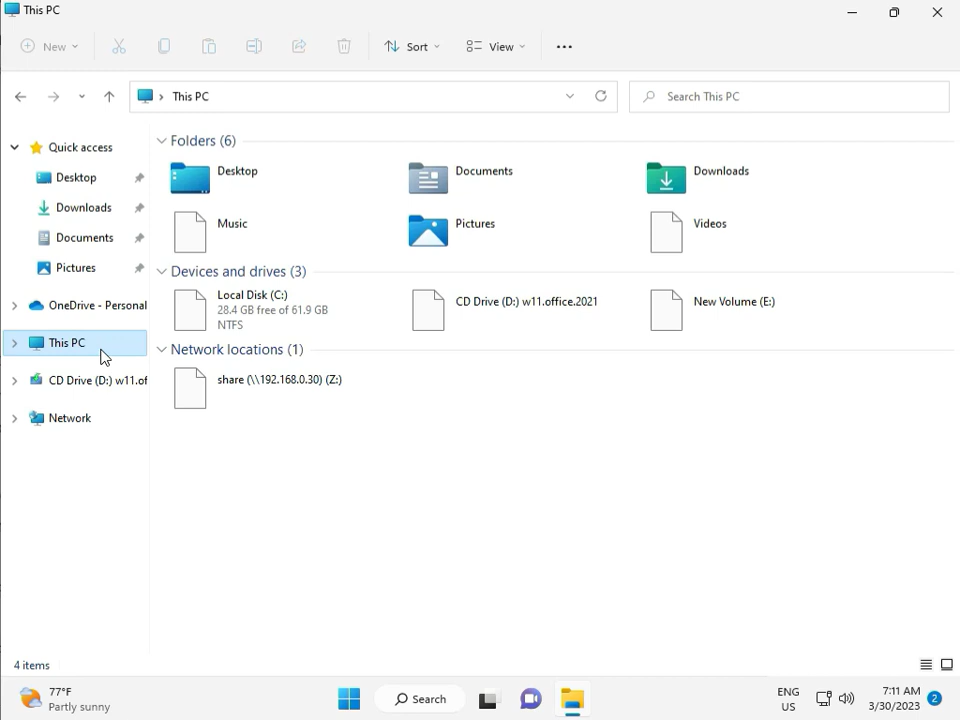 This PC
New
Sort
View
This PC
Search This PC
Quick access
Desktop
Downloads
Documents
Pictures
OneDrive - Personal
This PC
CD Drive (D:) w11.of
Network
Folders (6)
Desktop
Documents
Downloads
Music
Pictures
Videos
Devices and drives (3)
Local Disk (C:)
28.4 GB free of 61.9 GB
NTFS
CD Drive (D:) w11.office.2021
New Volume (E:)
Network locations (1)
share (\\192.168.0.30) (Z:)
4 items
77°F
Partly sunny
Search
ENG
US
7:11 AM
3/30/2023
2